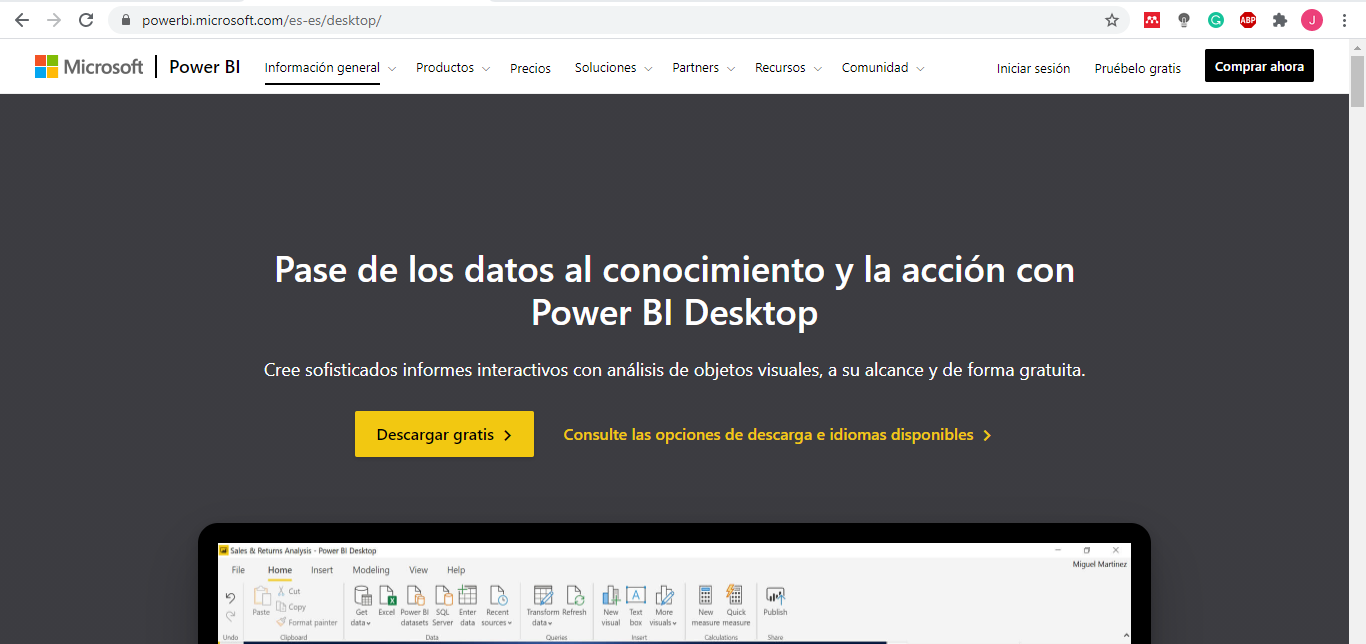 powerbi.microsoft.com/es-es/desktop/
ABP
J
Microsoft
Power BI
Información general
Productos
Precios
Soluciones
Partners
Recursos
Comunidad
Iniciar sesión
Pruébelo gratis
Comprar ahora
Pase de los datos al conocimiento y la acción con
Power BI Desktop
Cree sofisticados informes interactivos con análisis de objetos visuales, a su alcance y de forma gratuita.
Descargar gratis
Consulte las opciones de descarga e idiomas disponibles
Sales & Returns Analysis - Power BI Desktop
Miguel Martinez
File Home Insert Modeling View Help
Undo
Paste
Cut
Copy
Format painter
Clipboard
Get
data
Excel
Power BI
datasets
SQL
Server
Enter
data
Recent
sources
Data
Transform
data
Refresh
Queries
New
visual
Text
box
More
visuals
Insert
New
measure
Quick
measure
Calculations
Publish
Share